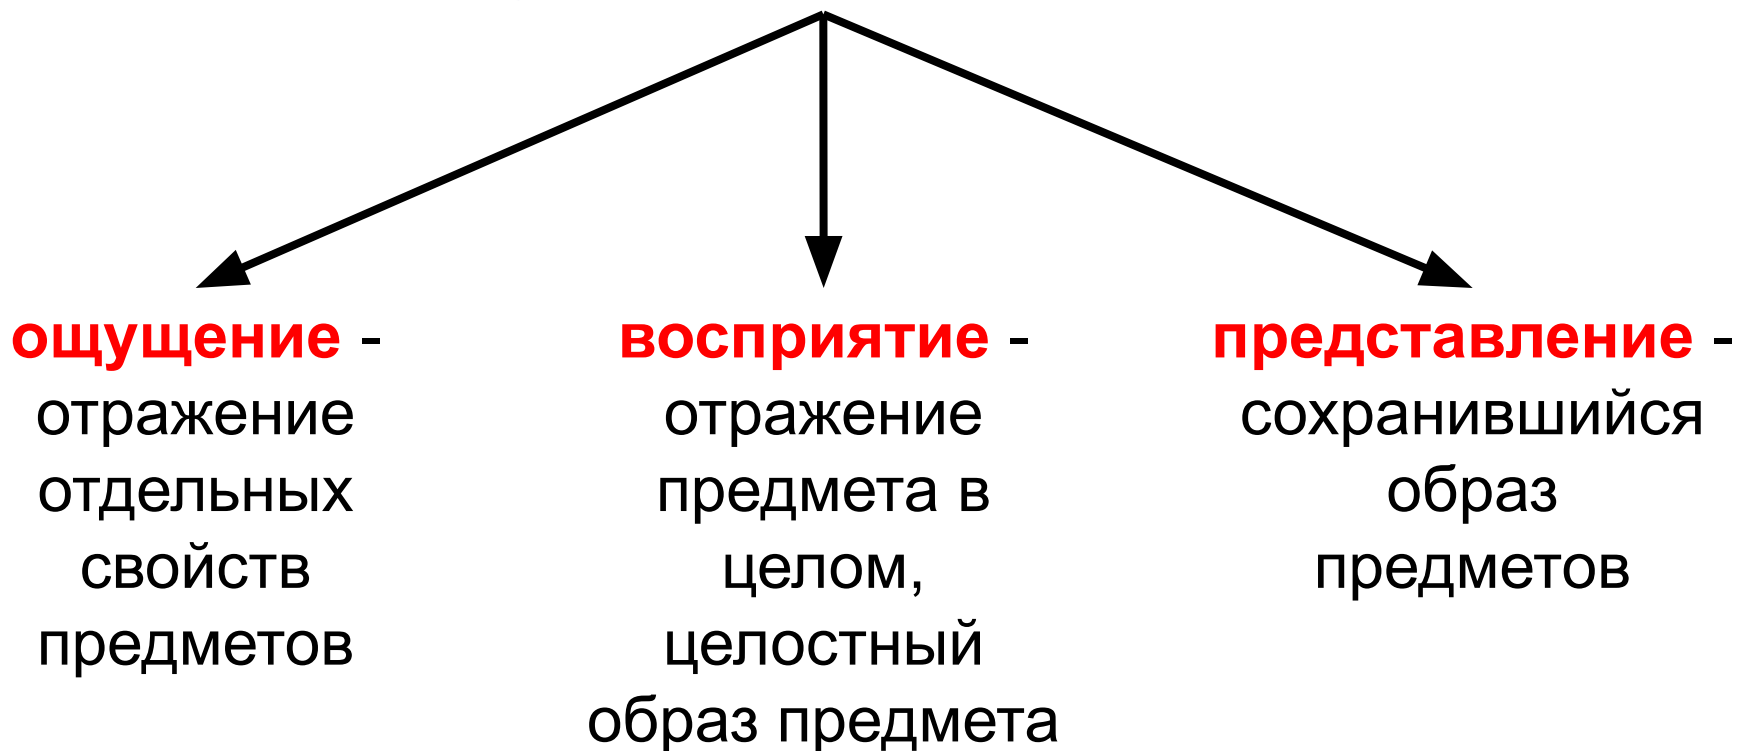 ощущение -
отражение
отдельных
свойств
предметов
восприятие -
отражение
предмета в
целом,
целостный
образ предмета
представление -
сохранившийся
образ
предметов